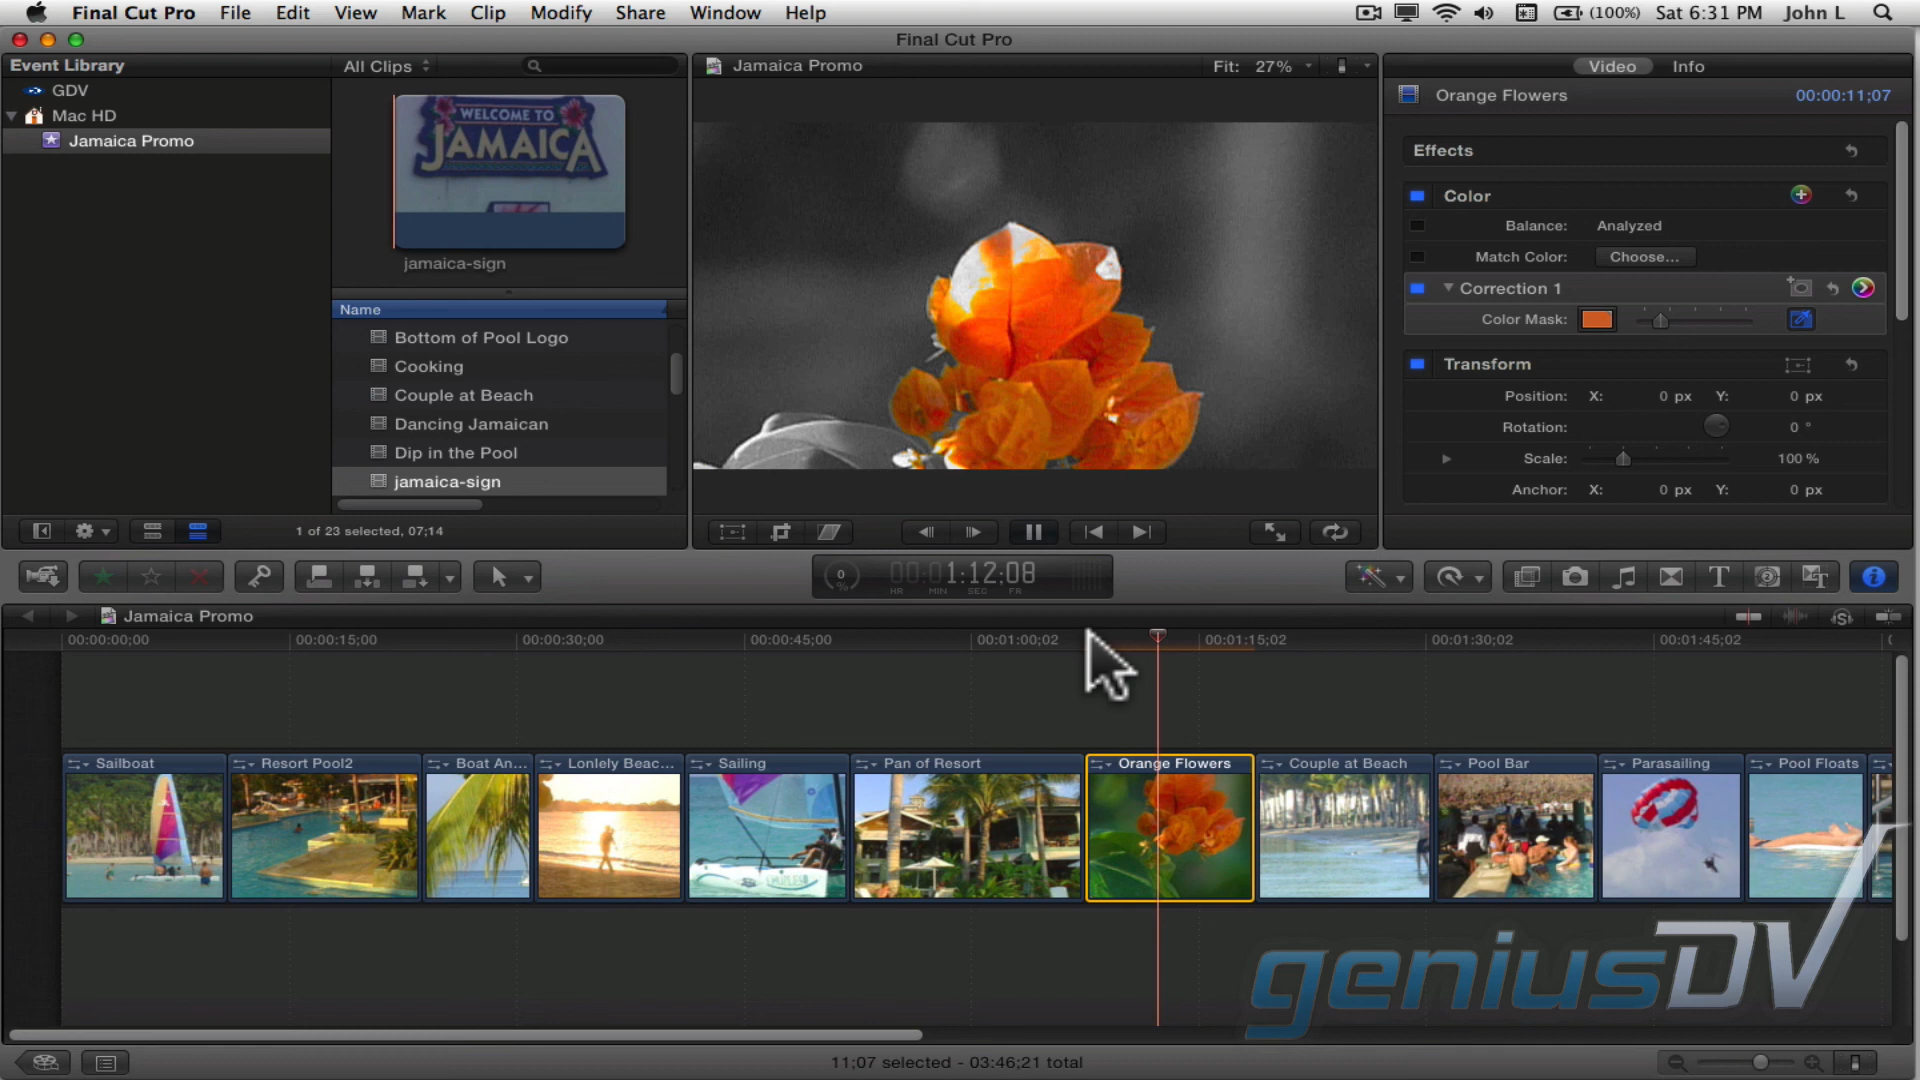 Final Cut Pro File Edit View Mark Clip Modify Share Window Help (100%) Sat 6:31 PM John L
Final Cut Pro
Event Library
GDV
Mac HD
Jamaica Promo
All Clips
WELCOME TO
JAMAICA
jamaica-sign
Name
Bottom of Pool Logo
Cooking
Couple at Beach
Dancing Jamaican
Dip in the Pool
jamaica-sign
1 of 23 selected, 07;14
Jamaica Promo Fit: 27%
Video Info
Orange Flowers 00:00:11;07
Effects
Color
Balance: Analyzed
Match Color: Choose...
Correction 1
Color Mask:
Transform
Position: X: 0 px Y: 0 px
Rotation: 0 °
Scale: 100 %
Anchor: X: 0 px Y: 0 px
0 % 00:01:12;08
HR MIN SEC FR
Jamaica Promo
00:00:00;00 00:00:15;00 00:00:30;00 00:00:45;00 00:01:00;02 00:01:15;02 00:01:30;02 00:01:45;02
Sailboat Resort Pool2 Boat An... Lonlely Beac... Sailing Pan of Resort Orange Flowers Couple at Beach Pool Bar Parasailing Pool Floats
geniusDV
11;07 selected - 03:46;21 total